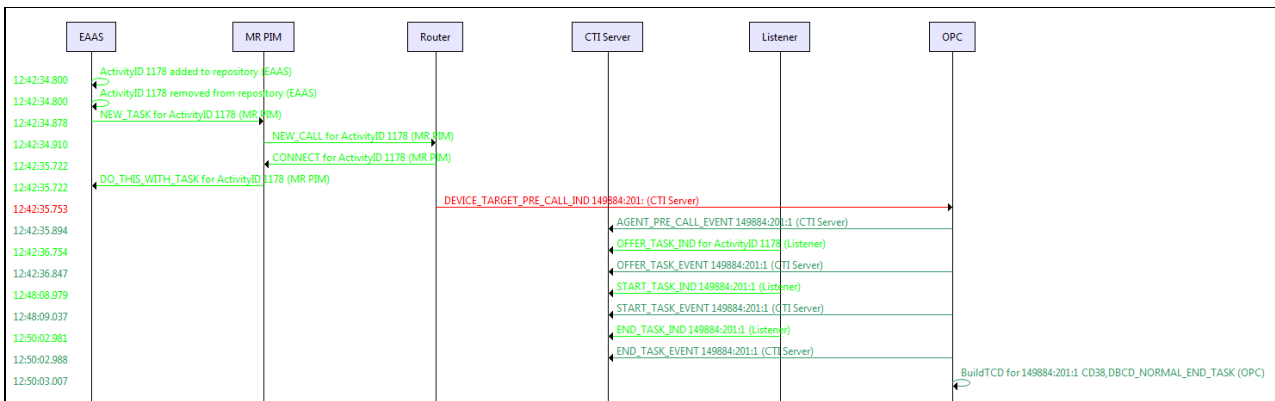 EAAS MR PIM Router CTI Server Listener OPC
12:42:34.800 ActivityID 1178 added to repository (EAAS)
12:42:34.800 ActivityID 1178 removed from repository (EAAS)
12:42:34.878 NEW_TASK for ActivityID 1178 (MR PIM)
12:42:34.910 NEW_CALL for ActivityID 1178 (MR PIM)
12:42:35.722 CONNECT for ActivityID 1178 (MR PIM)
12:42:35.722 DO_THIS_WITH_TASK for ActivityID 1178 (MR PIM)
12:42:35.753 DEVICE_TARGET_PRE_CALL_IND 149884:201: (CTI Server)
12:42:35.894 AGENT_PRE_CALL_EVENT 149884:201:1 (CTI Server)
12:42:36.754 OFFER_TASK_IND for ActivityID 1178 (Listener)
12:42:36.847 OFFER_TASK_EVENT 149884:201:1 (CTI Server)
12:48:08.979 START_TASK_IND 149884:201:1 (Listener)
12:48:09.037 START_TASK_EVENT 149884:201:1 (CTI Server)
12:50:02.981 END_TASK_IND 149884:201:1 (Listener)
12:50:02.988 END_TASK_EVENT 149884:201:1 (CTI Server)
12:50:03.007 BuildTCD for 149884:201:1 CD38,DBCD_NORMAL_END_TASK (OPC)